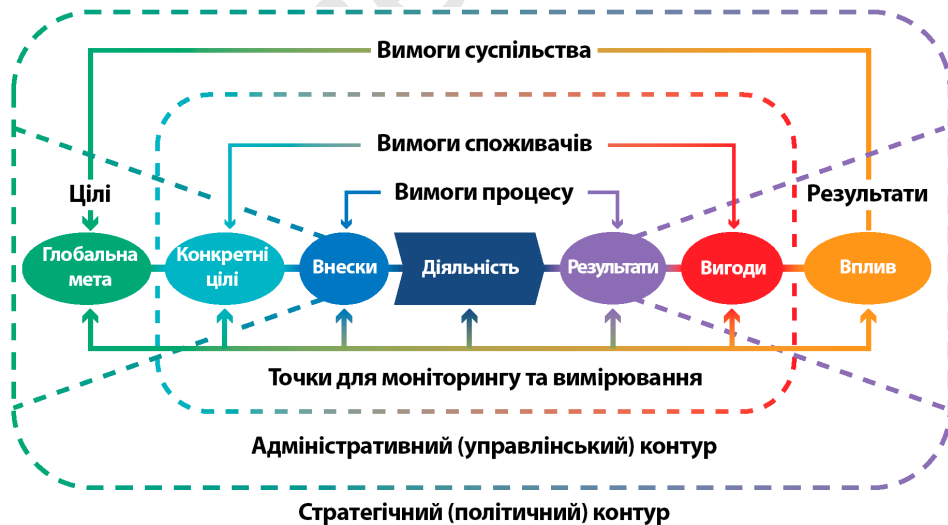 Вимоги суспільства
Вимоги споживачів
Вимоги процесу
Цілі
Результати
Глобальна
мета
Конкретні
цілі
Внески
Діяльність
Результати
Вигоди
Вплив
Точки для моніторингу та вимірювання
Адміністративний (управлінський) контур
Стратегічний (політичний) контур